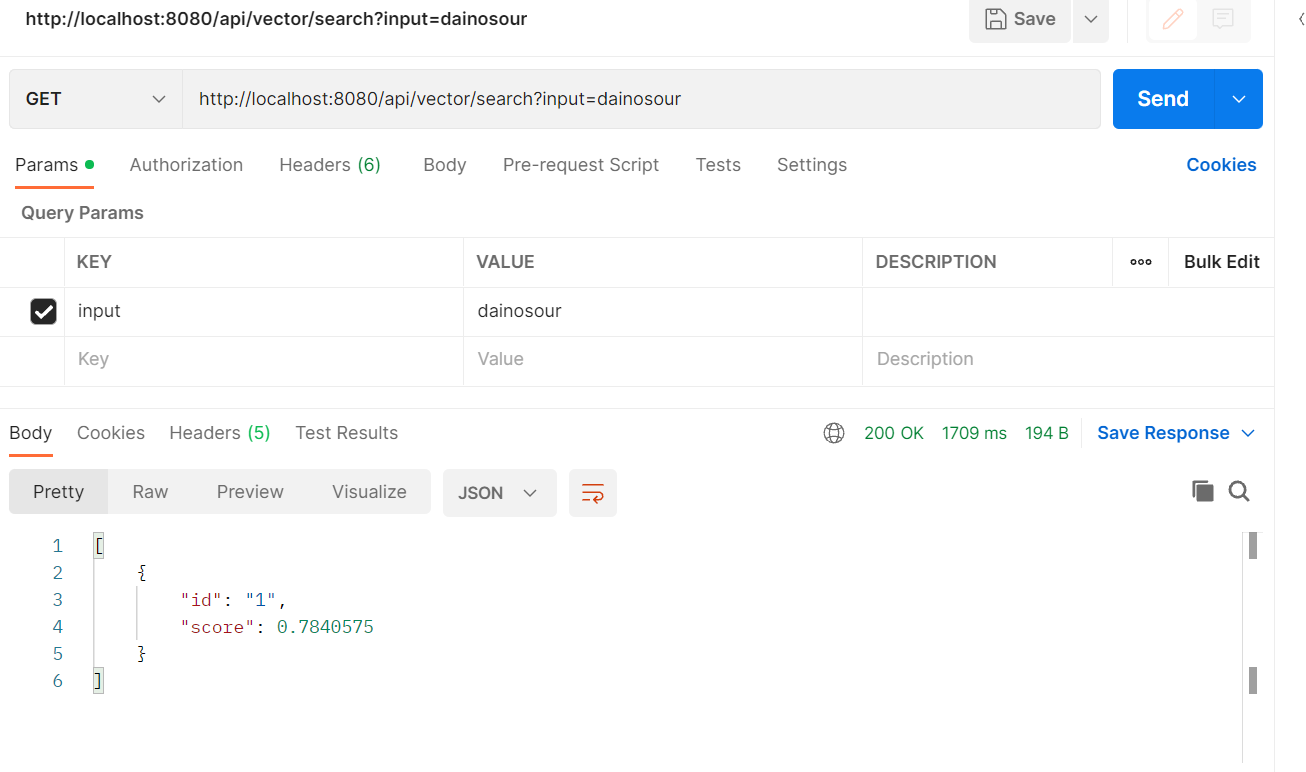 http://localhost:8080/api/vector/search?input=dainosour
Save
GET
http://localhost:8080/api/vector/search?input=dainosour
Send
Params Authorization Headers (6) Body Pre-request Script Tests Settings Cookies
Query Params
KEY VALUE DESCRIPTION ooo Bulk Edit
input dainosour
Key Value Description
Body Cookies Headers (5) Test Results 200 OK 1709 ms 194 B Save Response
Pretty Raw Preview Visualize JSON
1 [
2 {
3 "id": "1",
4 "score": 0.7840575
5 }
6 ]